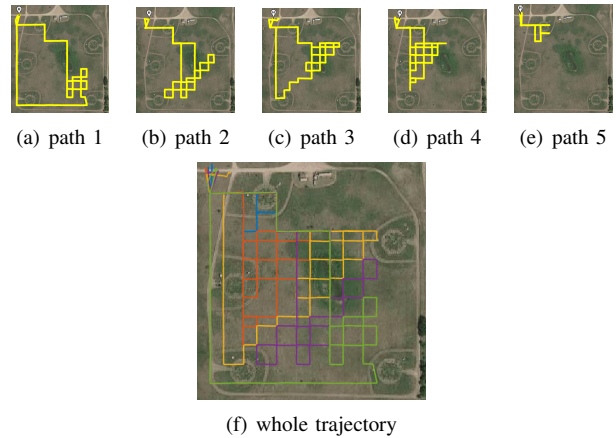 (a) path 1
(b) path 2
(c) path 3
(d) path 4
(e) path 5
(f) whole trajectory